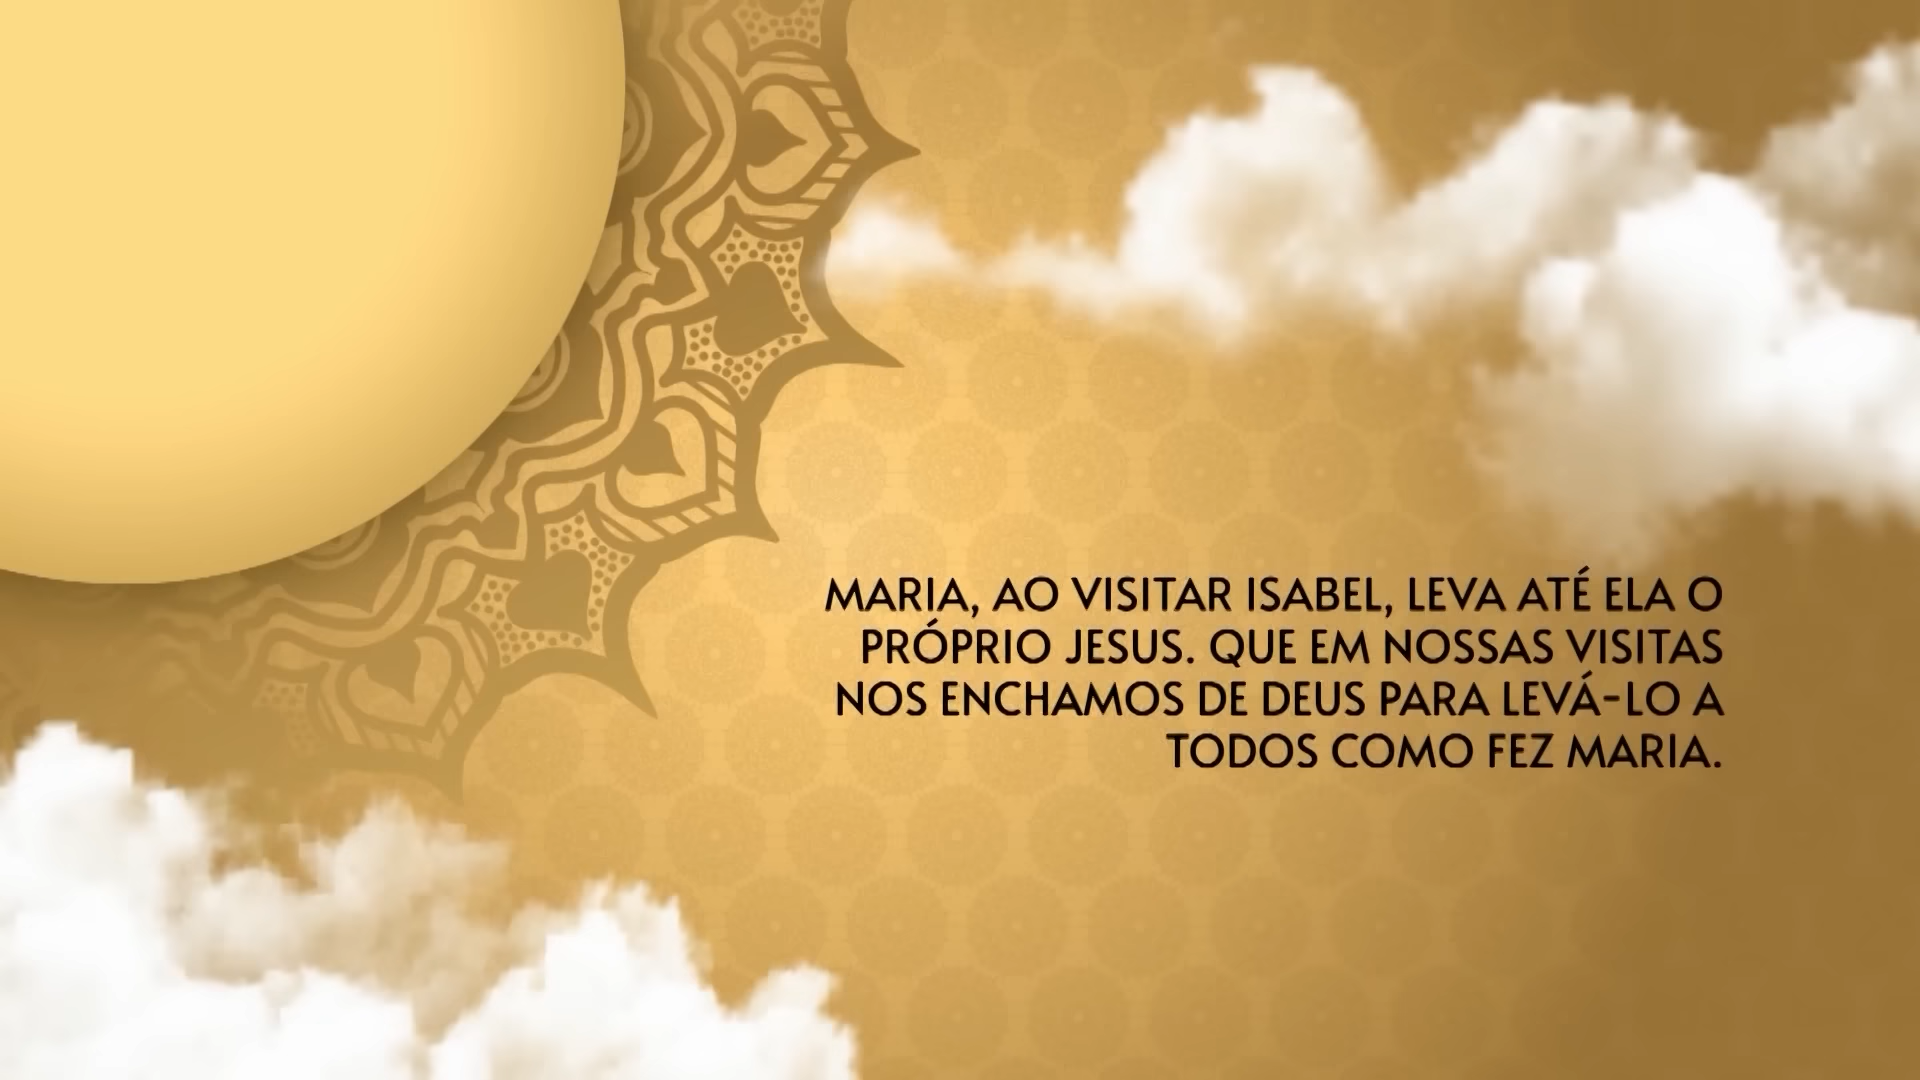 MARIA, AO VISITAR ISABEL, LEVA ATÉ ELA O
PRÓPRIO JESUS. QUE EM NOSSAS VISITAS
NOS ENCHAMOS DE DEUS PARA LEVÁ-LO A
TODOS COMO FEZ MARIA.